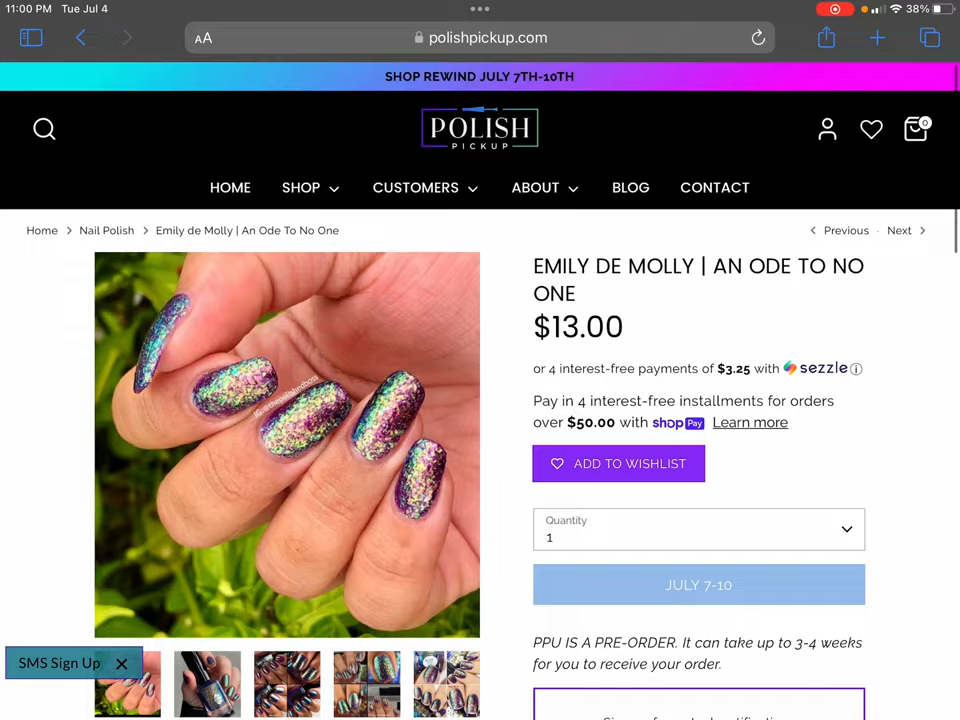 11:00 PM Tue Jul 4
38%
AA
polishpickup.com
SHOP REWIND JULY 7TH-10TH
POLISH
PICKUP
0
HOME SHOP CUSTOMERS ABOUT BLOG CONTACT
Home > Nail Polish > Emily de Molly | An Ode To No One
< Previous · Next >
EMILY DE MOLLY | AN ODE TO NO
ONE
$13.00
or 4 interest-free payments of $3.25 with sezzle
Pay in 4 interest-free installments for orders
over $50.00 with shop Pay Learn more
ADD TO WISHLIST
Quantity
1
JULY 7-10
PPU IS A PRE-ORDER. It can take up to 3-4 weeks
for you to receive your order.
SMS Sign Up